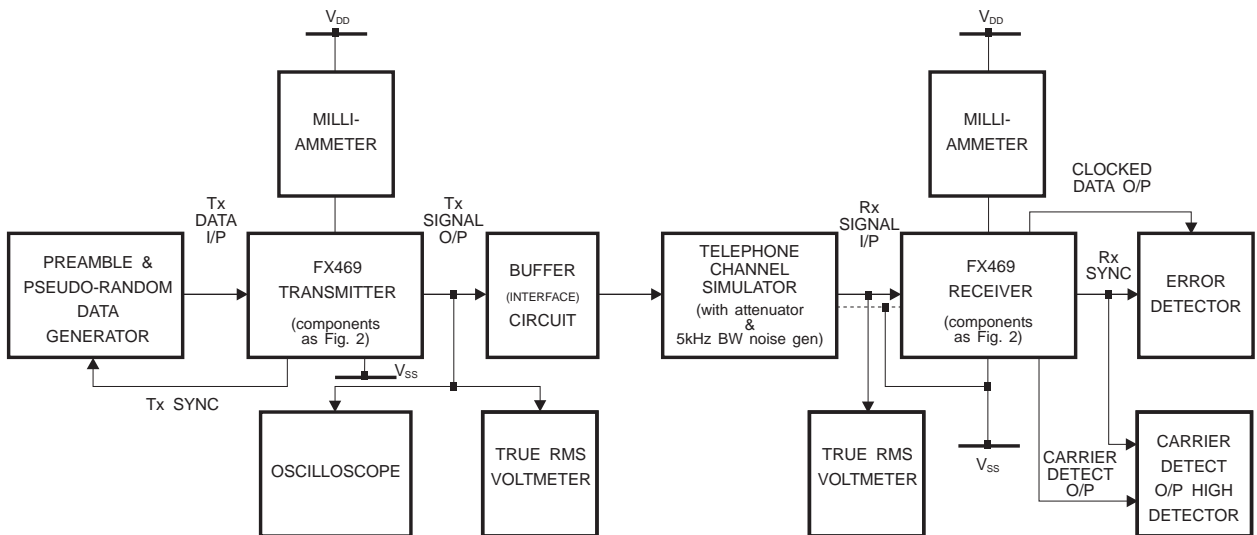 VDD
MILLI-
AMMETER
Tx
DATA
I/P
Tx
SIGNAL
O/P
PREAMBLE &
PSEUDO-RANDOM
DATA
GENERATOR
FX469
TRANSMITTER
(components
as Fig. 2)
BUFFER
(INTERFACE)
CIRCUIT
VSS
Tx SYNC
OSCILLOSCOPE
TRUE RMS
VOLTMETER
TELEPHONE
CHANNEL
SIMULATOR
(with attenuator
&
5kHz BW noise gen)
Rx
SIGNAL
I/P
VDD
MILLI-
AMMETER
CLOCKED
DATA O/P
FX469
RECEIVER
(components
as Fig. 2)
Rx
SYNC
ERROR
DETECTOR
TRUE RMS
VOLTMETER
VSS
CARRIER
DETECT
O/P
CARRIER
DETECT
O/P HIGH
DETECTOR